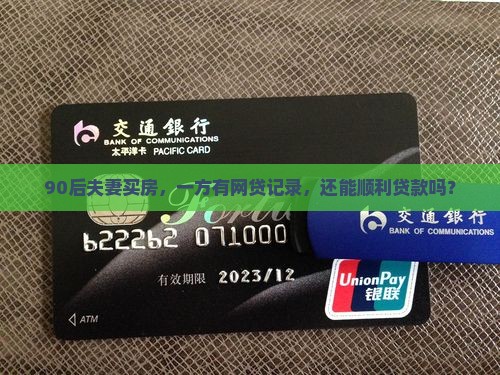 交通銀行
BANK OF COMMUNICATIONS
太平洋卡 PACIFIC CARD
90后夫妻买房，一方有网贷记录，还能顺利贷款吗？
交通銀行
BANK OF COMMUNICATIONS
622262 071000
有效期限 2023/12
UnionPay
银联
ATM